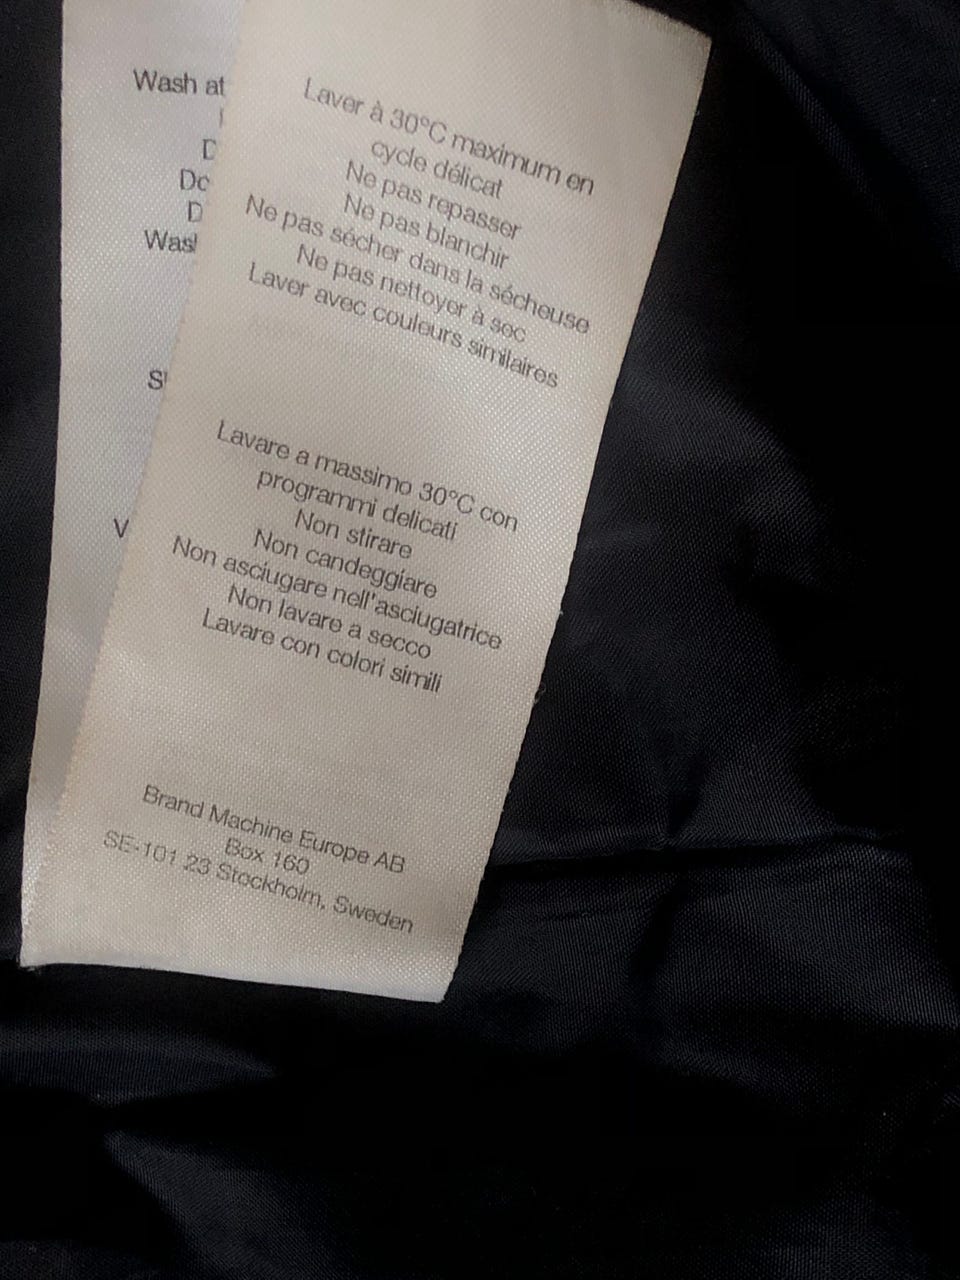 Wash at
Laver à 30°C maximum en
cycle délicat
Ne pas repasser
Ne pas blanchir
Ne pas sécher dans la sécheuse
Ne pas nettoyer à sec
Laver avec couleurs similaires
Lavare a massimo 30°C con
programmi delicati
Non stirare
Non candeggiare
Non asciugare nell'asciugatrice
Non lavare a secco
Lavare con colori simili
Brand Machine Europe AB
Box 160
SE-101 23 Stockholm, Sweden